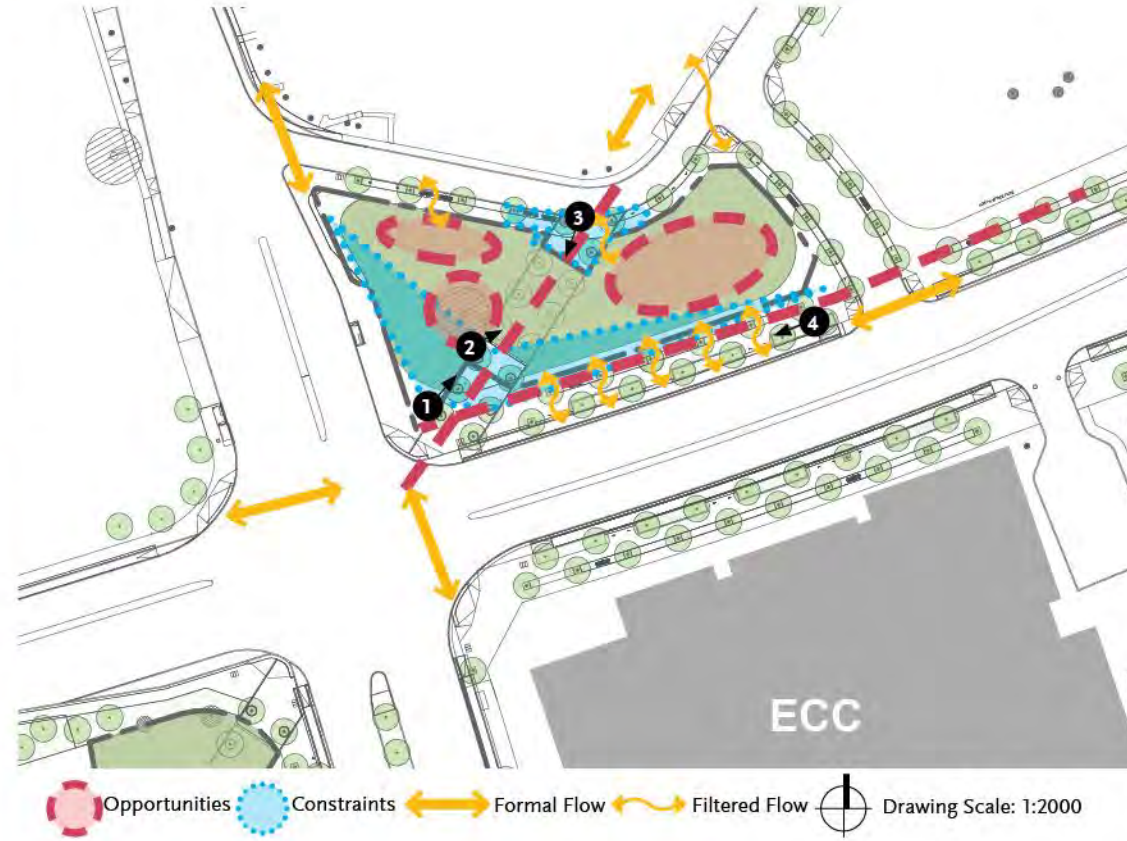 3
4
2
1
ECC
Opportunities
Constraints
Formal Flow
Filtered Flow
Drawing Scale: 1:2000